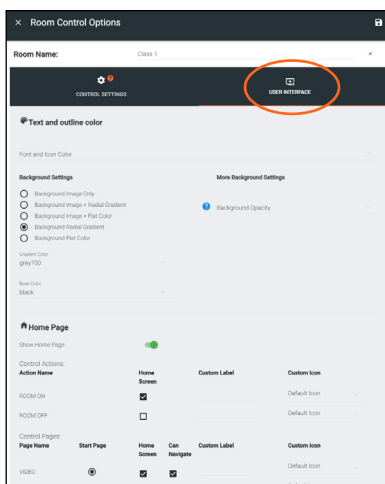 × Room Control Options
Room Name: Class 1 ×
CONTROL SETTINGS USER INTERFACE
Text and outline color
Font and Icon Color
Background Settings More Background Settings
Background Image Only
Background Image + Radial Gradient
Background Image + Flat Color
Background Radial Gradient
Background Flat Color
? Background Opacity
Gradient Color
grey700
Base Color
black
Home Page
Show Home Page:
Control Actions:
Action Name Home Screen Custom Label Custom Icon
ROOM ON Default Icon
ROOM OFF Default Icon
Control Pages:
Page Name Start Page Home Screen Can Navigate Custom Label Custom Icon
VIDEO Default Icon